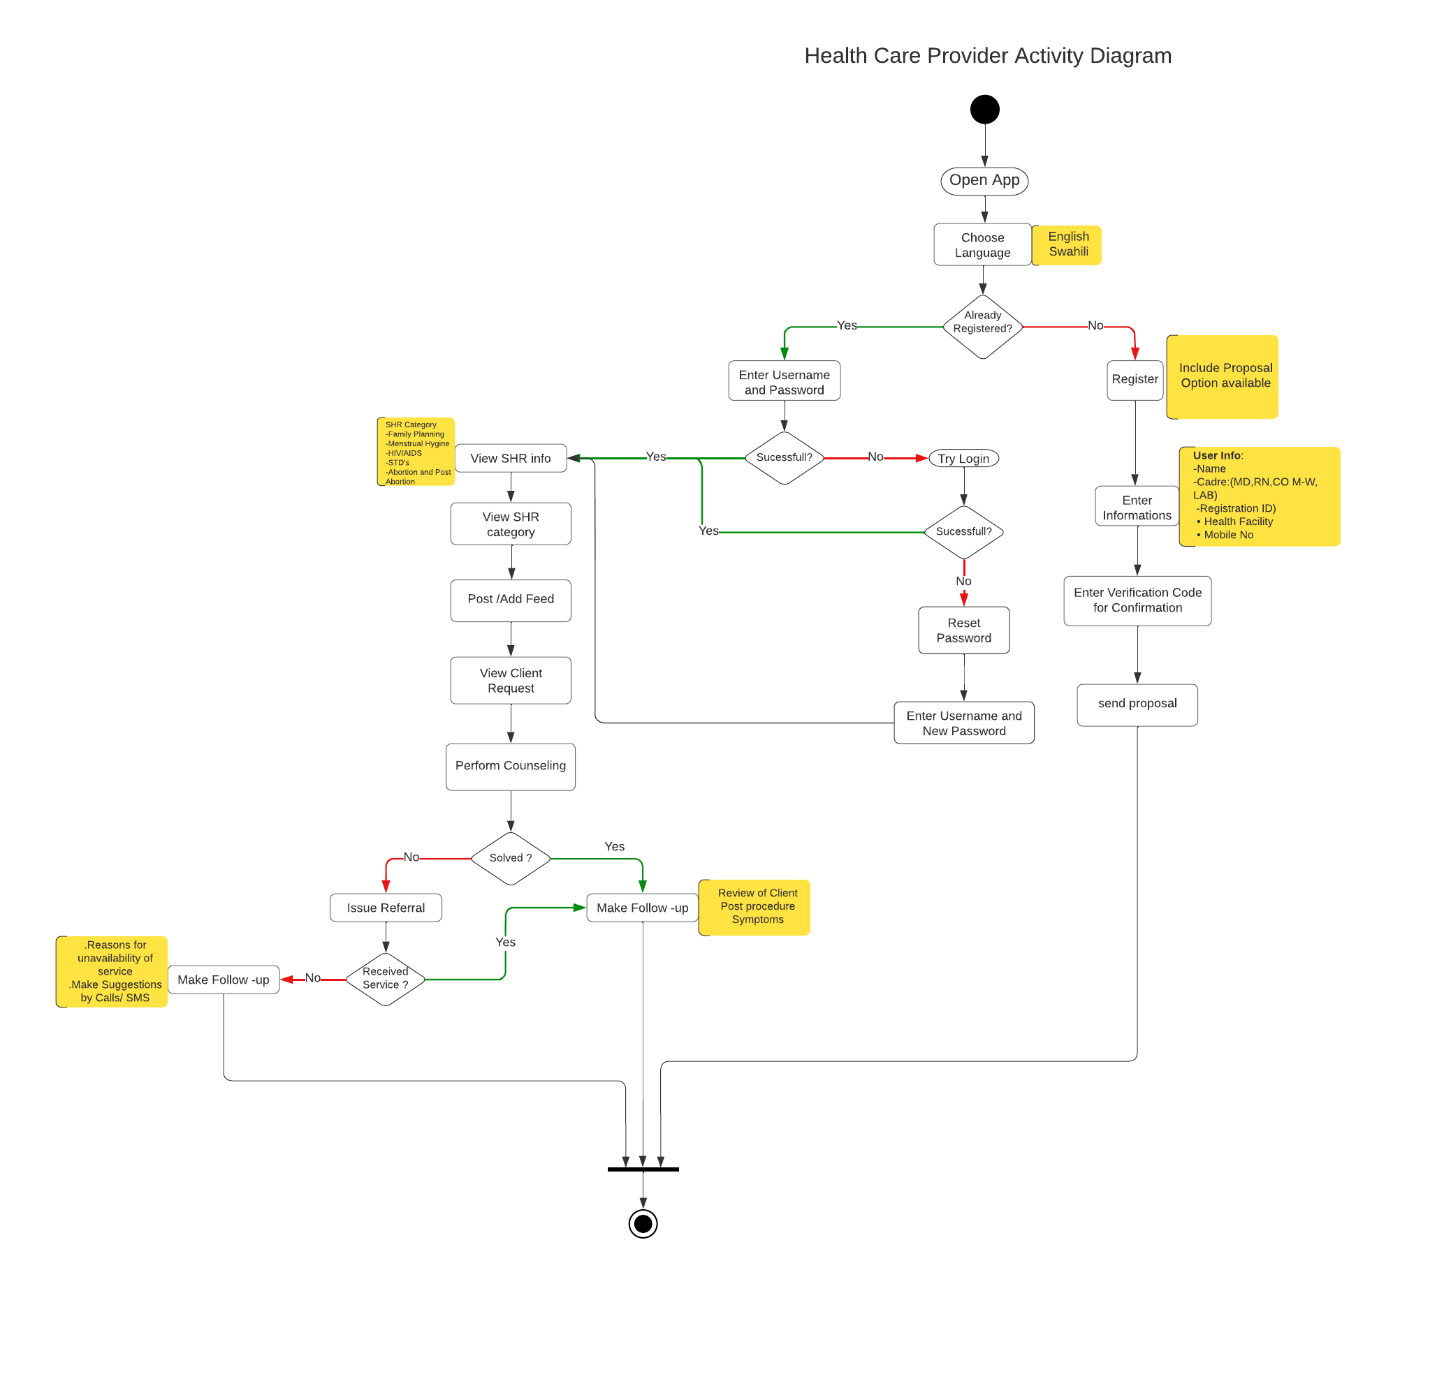 Health Care Provider Activity Diagram
Open App
Choose
Language
English
Swahili
Already
Registered?
Yes
No
Enter Username
and Password
Register
Include Proposal
Option available
SHR Category
-Family Planning
-Menstrual Hygine
-HIV/AIDS
-STD's
-Abortion and Post
Abortion
View SHR info
Yes
Sucessfull?
No
Try Login
User Info:
-Name
-Cadre:(MD,RN,CO M-W,
LAB)
-Registration ID)
• Health Facility
• Mobile No
Enter
Informations
View SHR
category
Yes
Sucessfull?
No
Post /Add Feed
Enter Verification Code
for Confirmation
Reset
Password
View Client
Request
send proposal
Enter Username and
New Password
Perform Counseling
Solved ?
No
Yes
Issue Referral
Make Follow -up
Review of Client
Post procedure
Symptoms
Yes
.Reasons for
unavailability of
service
.Make Suggestions
by Calls/ SMS
Make Follow -up
No
Received
Service ?